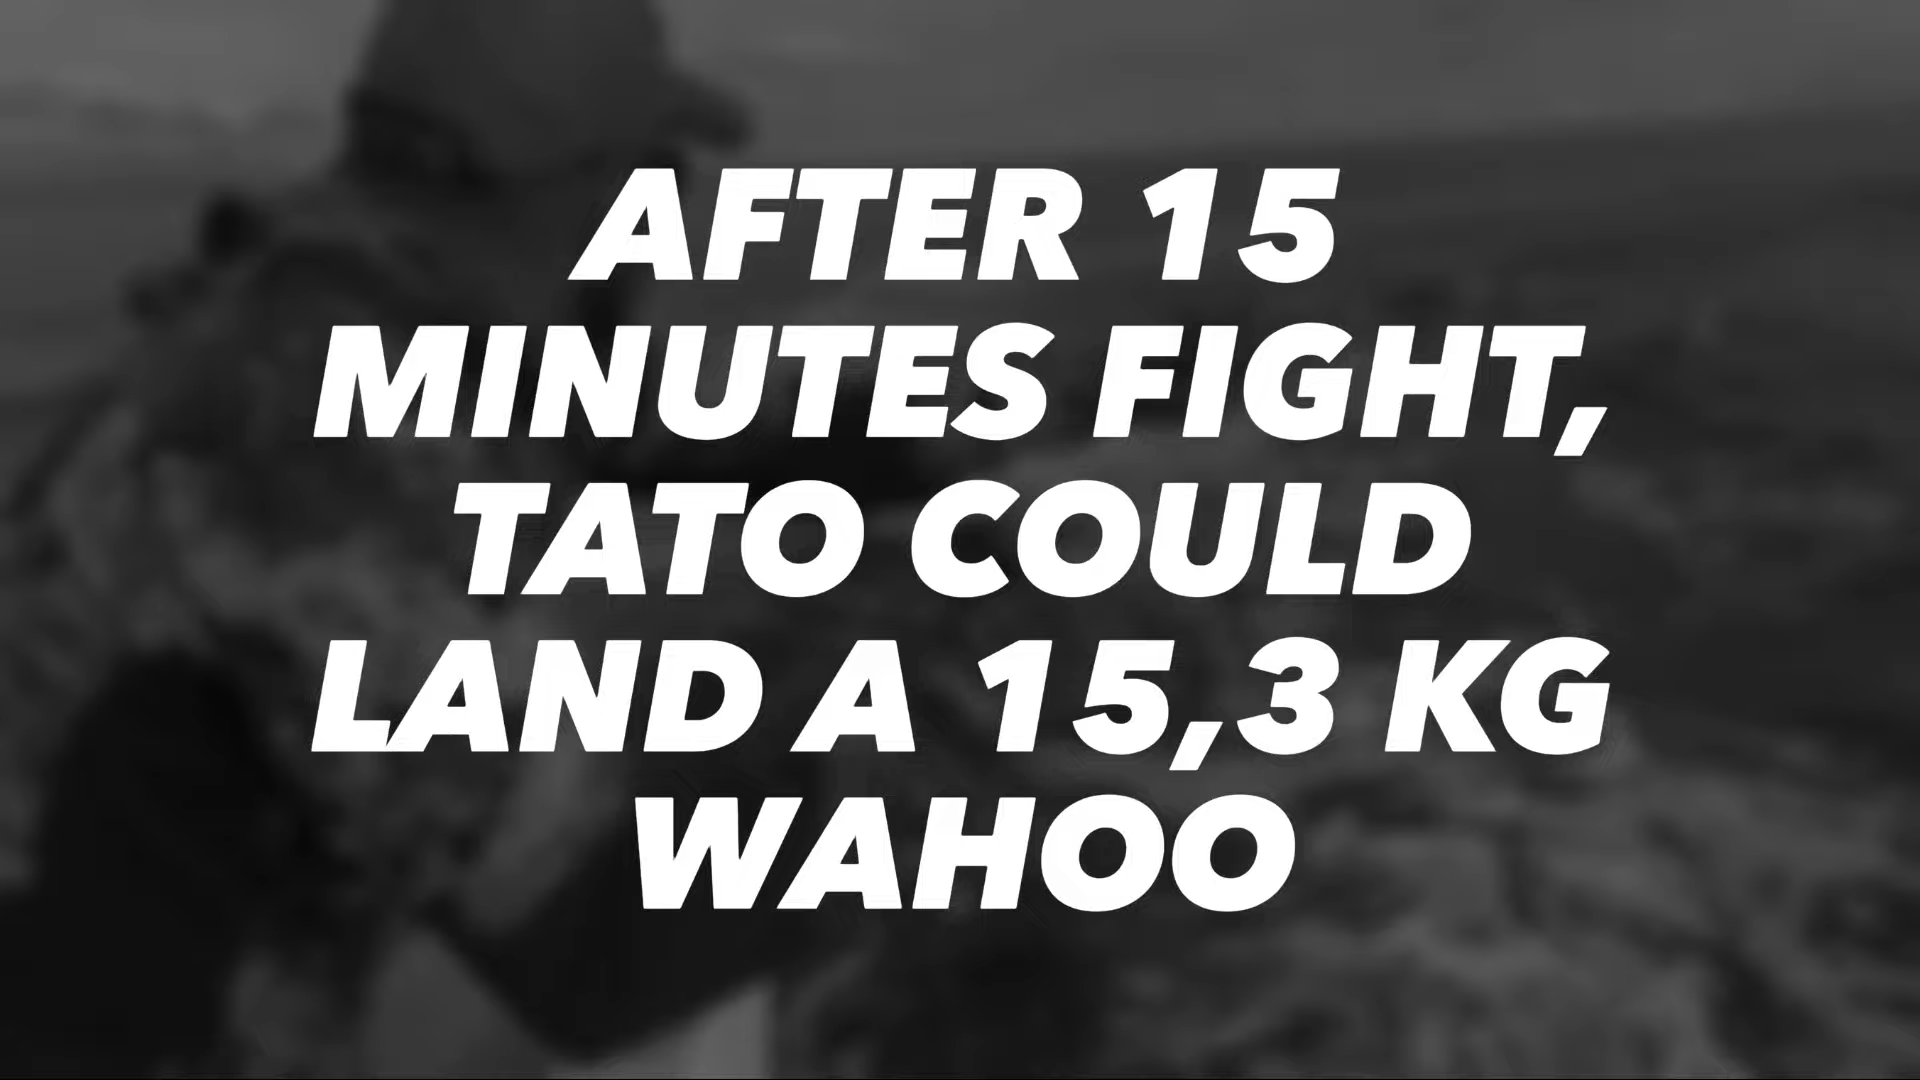 AFTER 15
MINUTES FIGHT,
TATO COULD
LAND A 15,3 KG
WAHOO